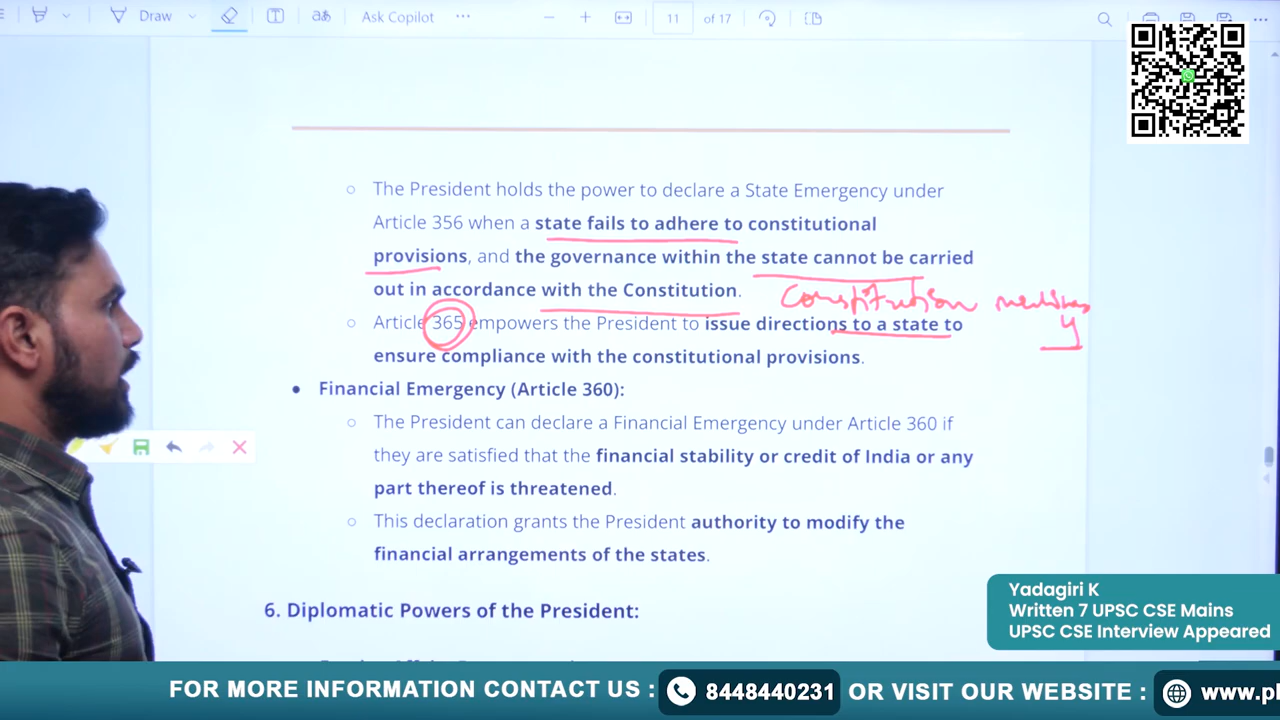 Draw
Ask Copilot
11 of 17
The President holds the power to declare a State Emergency under
Article 356 when a state fails to adhere to constitutional
provisions, and the governance within the state cannot be carried
out in accordance with the Constitution.
Constitution
Article 365 empowers the President to issue directions to a state to
ensure compliance with the constitutional provisions.
Financial Emergency (Article 360):
The President can declare a Financial Emergency under Article 360 if
they are satisfied that the financial stability or credit of India or any
part thereof is threatened.
This declaration grants the President authority to modify the
financial arrangements of the states.
6. Diplomatic Powers of the President:
Yadagiri K
Written 7 UPSC CSE Mains
UPSC CSE Interview Appeared
FOR MORE INFORMATION CONTACT US : 8448440231 OR VISIT OUR WEBSITE : www.pl